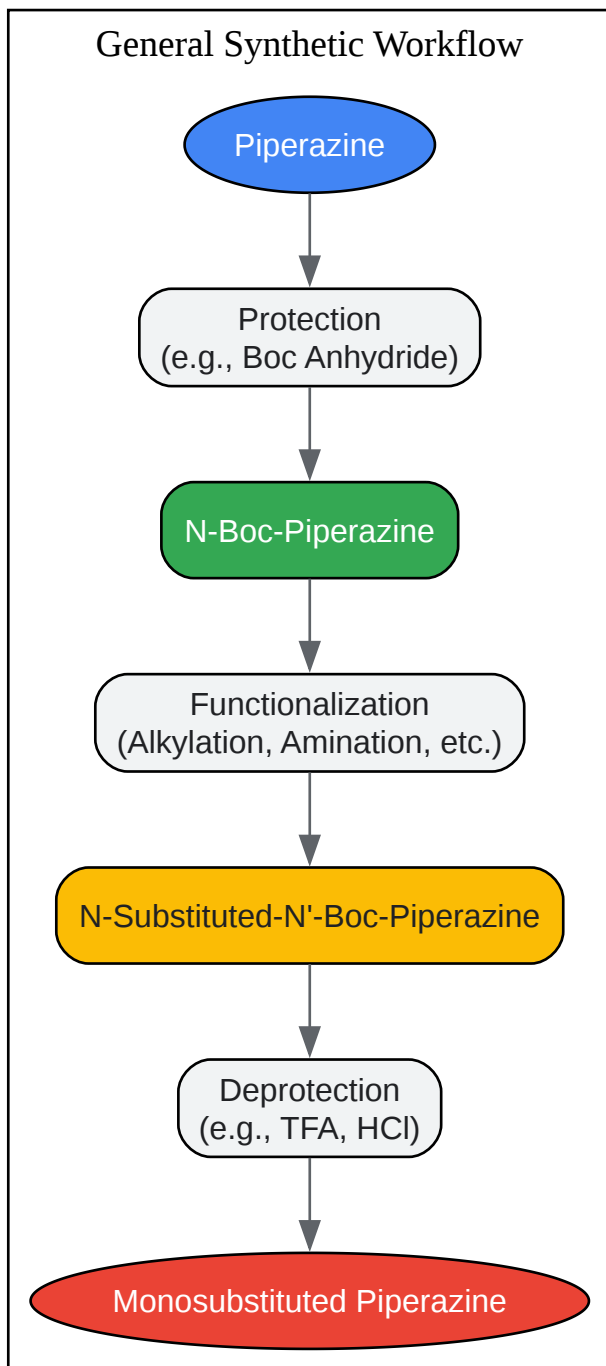 General Synthetic Workflow
Piperazine
Protection
(e.g., Boc Anhydride)
N-Boc-Piperazine
Functionalization
(Alkylation, Amination, etc.)
N-Substituted-N'-Boc-Piperazine
Deprotection
(e.g., TFA, HCl)
Monosubstituted Piperazine